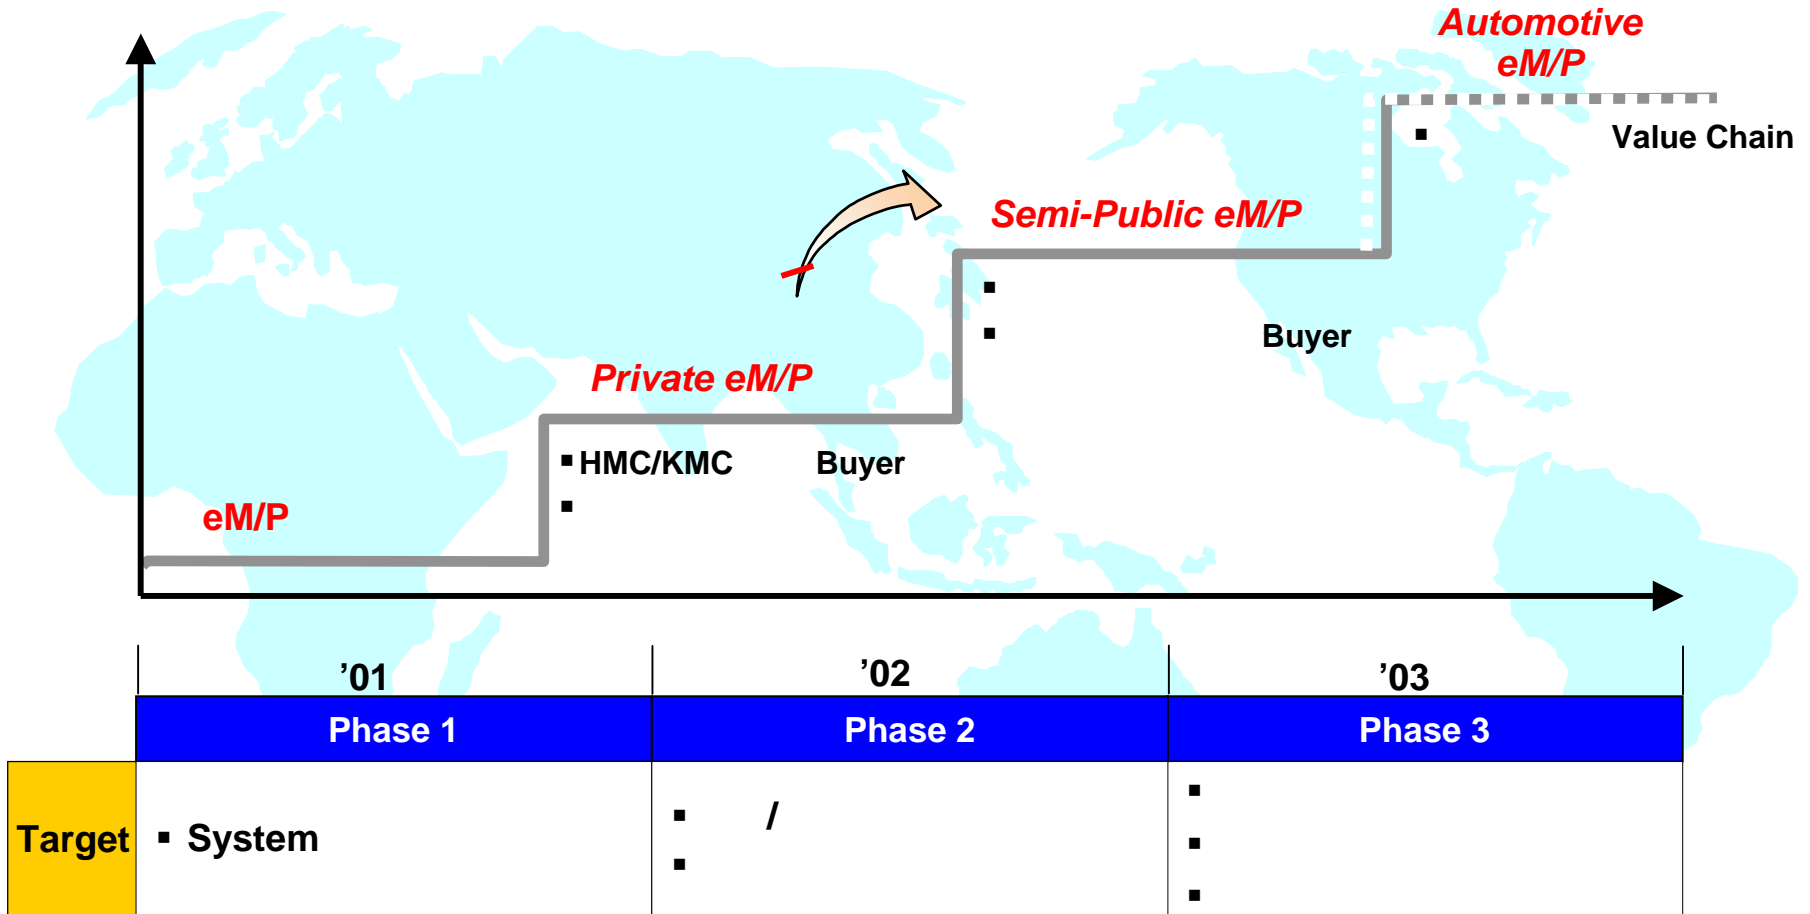 Automotive
eM/P
▪ Value Chain
Semi-Public eM/P
▪
▪ Buyer
Private eM/P
▪ HMC/KMC Buyer
▪
eM/P
’01 ’02 ’03
Phase 1 Phase 2 Phase 3
Target
▪ System
▪ /
▪
▪
▪
▪